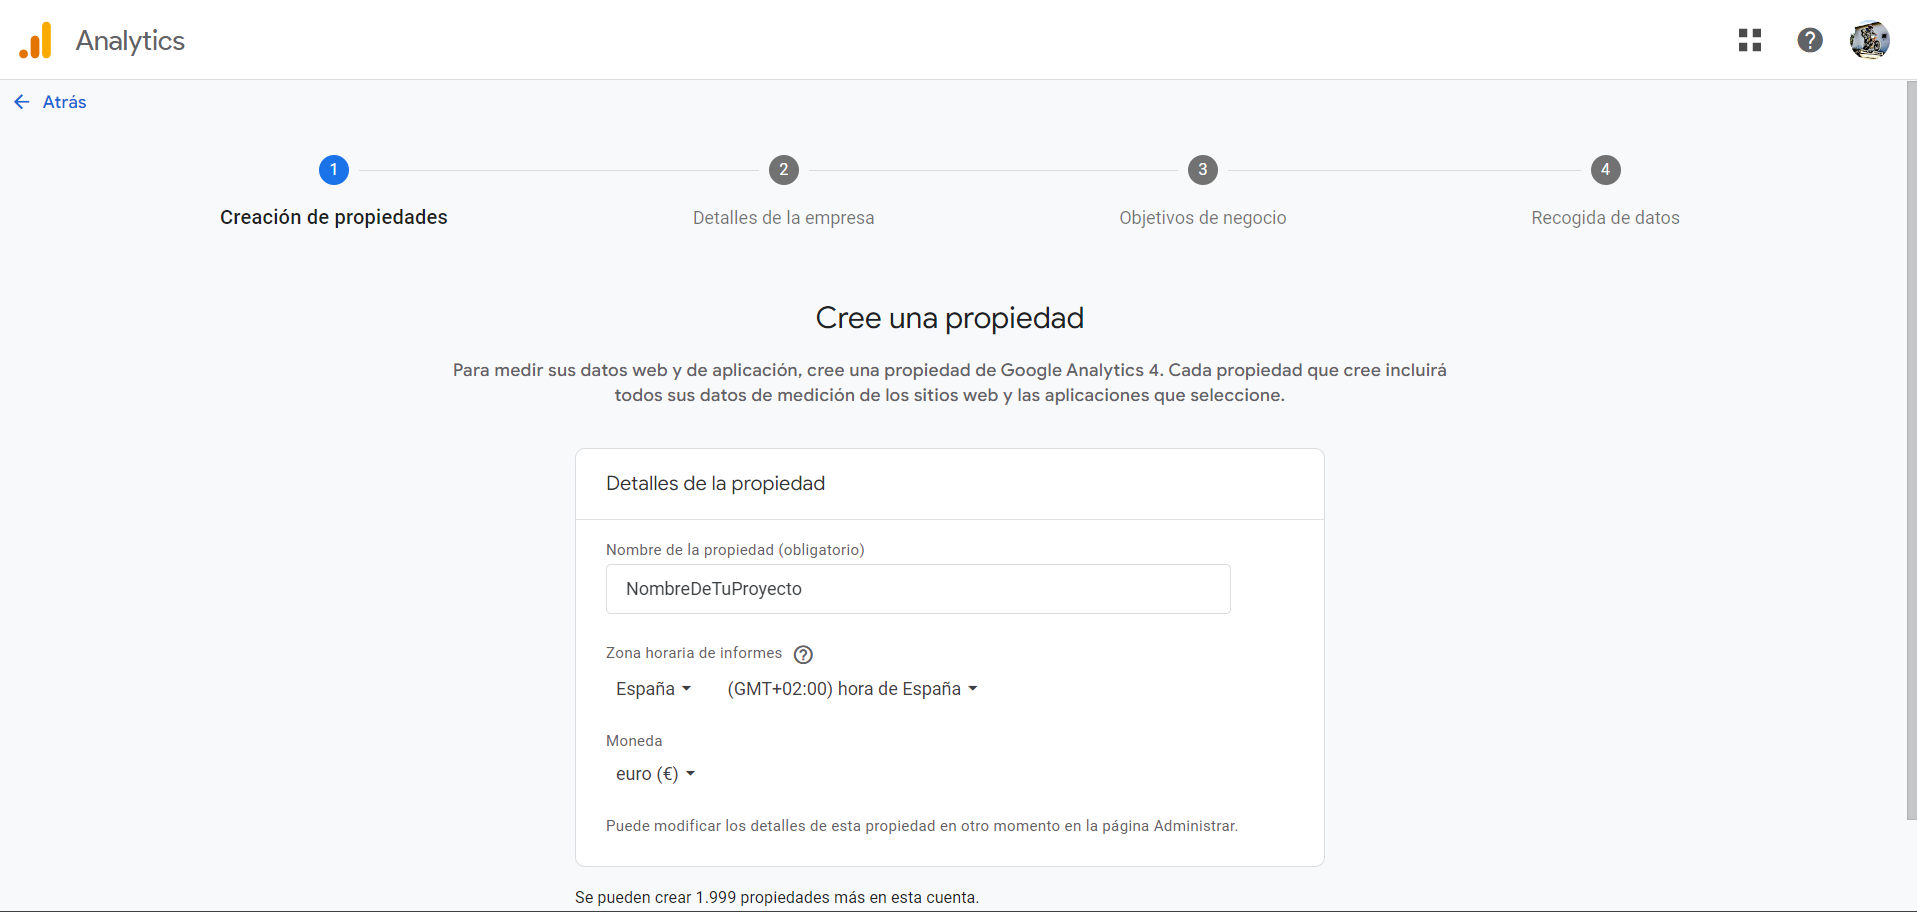 Analytics
?
Atrás
1
2
3
4
Creación de propiedades
Detalles de la empresa
Objetivos de negocio
Recogida de datos
Cree una propiedad
Para medir sus datos web y de aplicación, cree una propiedad de Google Analytics 4. Cada propiedad que cree incluirá
todos sus datos de medición de los sitios web y las aplicaciones que seleccione.
Detalles de la propiedad
Nombre de la propiedad (obligatorio)
NombreDeTuProyecto
Zona horaria de informes ?
España (GMT+02:00) hora de España
Moneda
euro (€)
Puede modificar los detalles de esta propiedad en otro momento en la página Administrar.
Se pueden crear 1.999 propiedades más en esta cuenta.